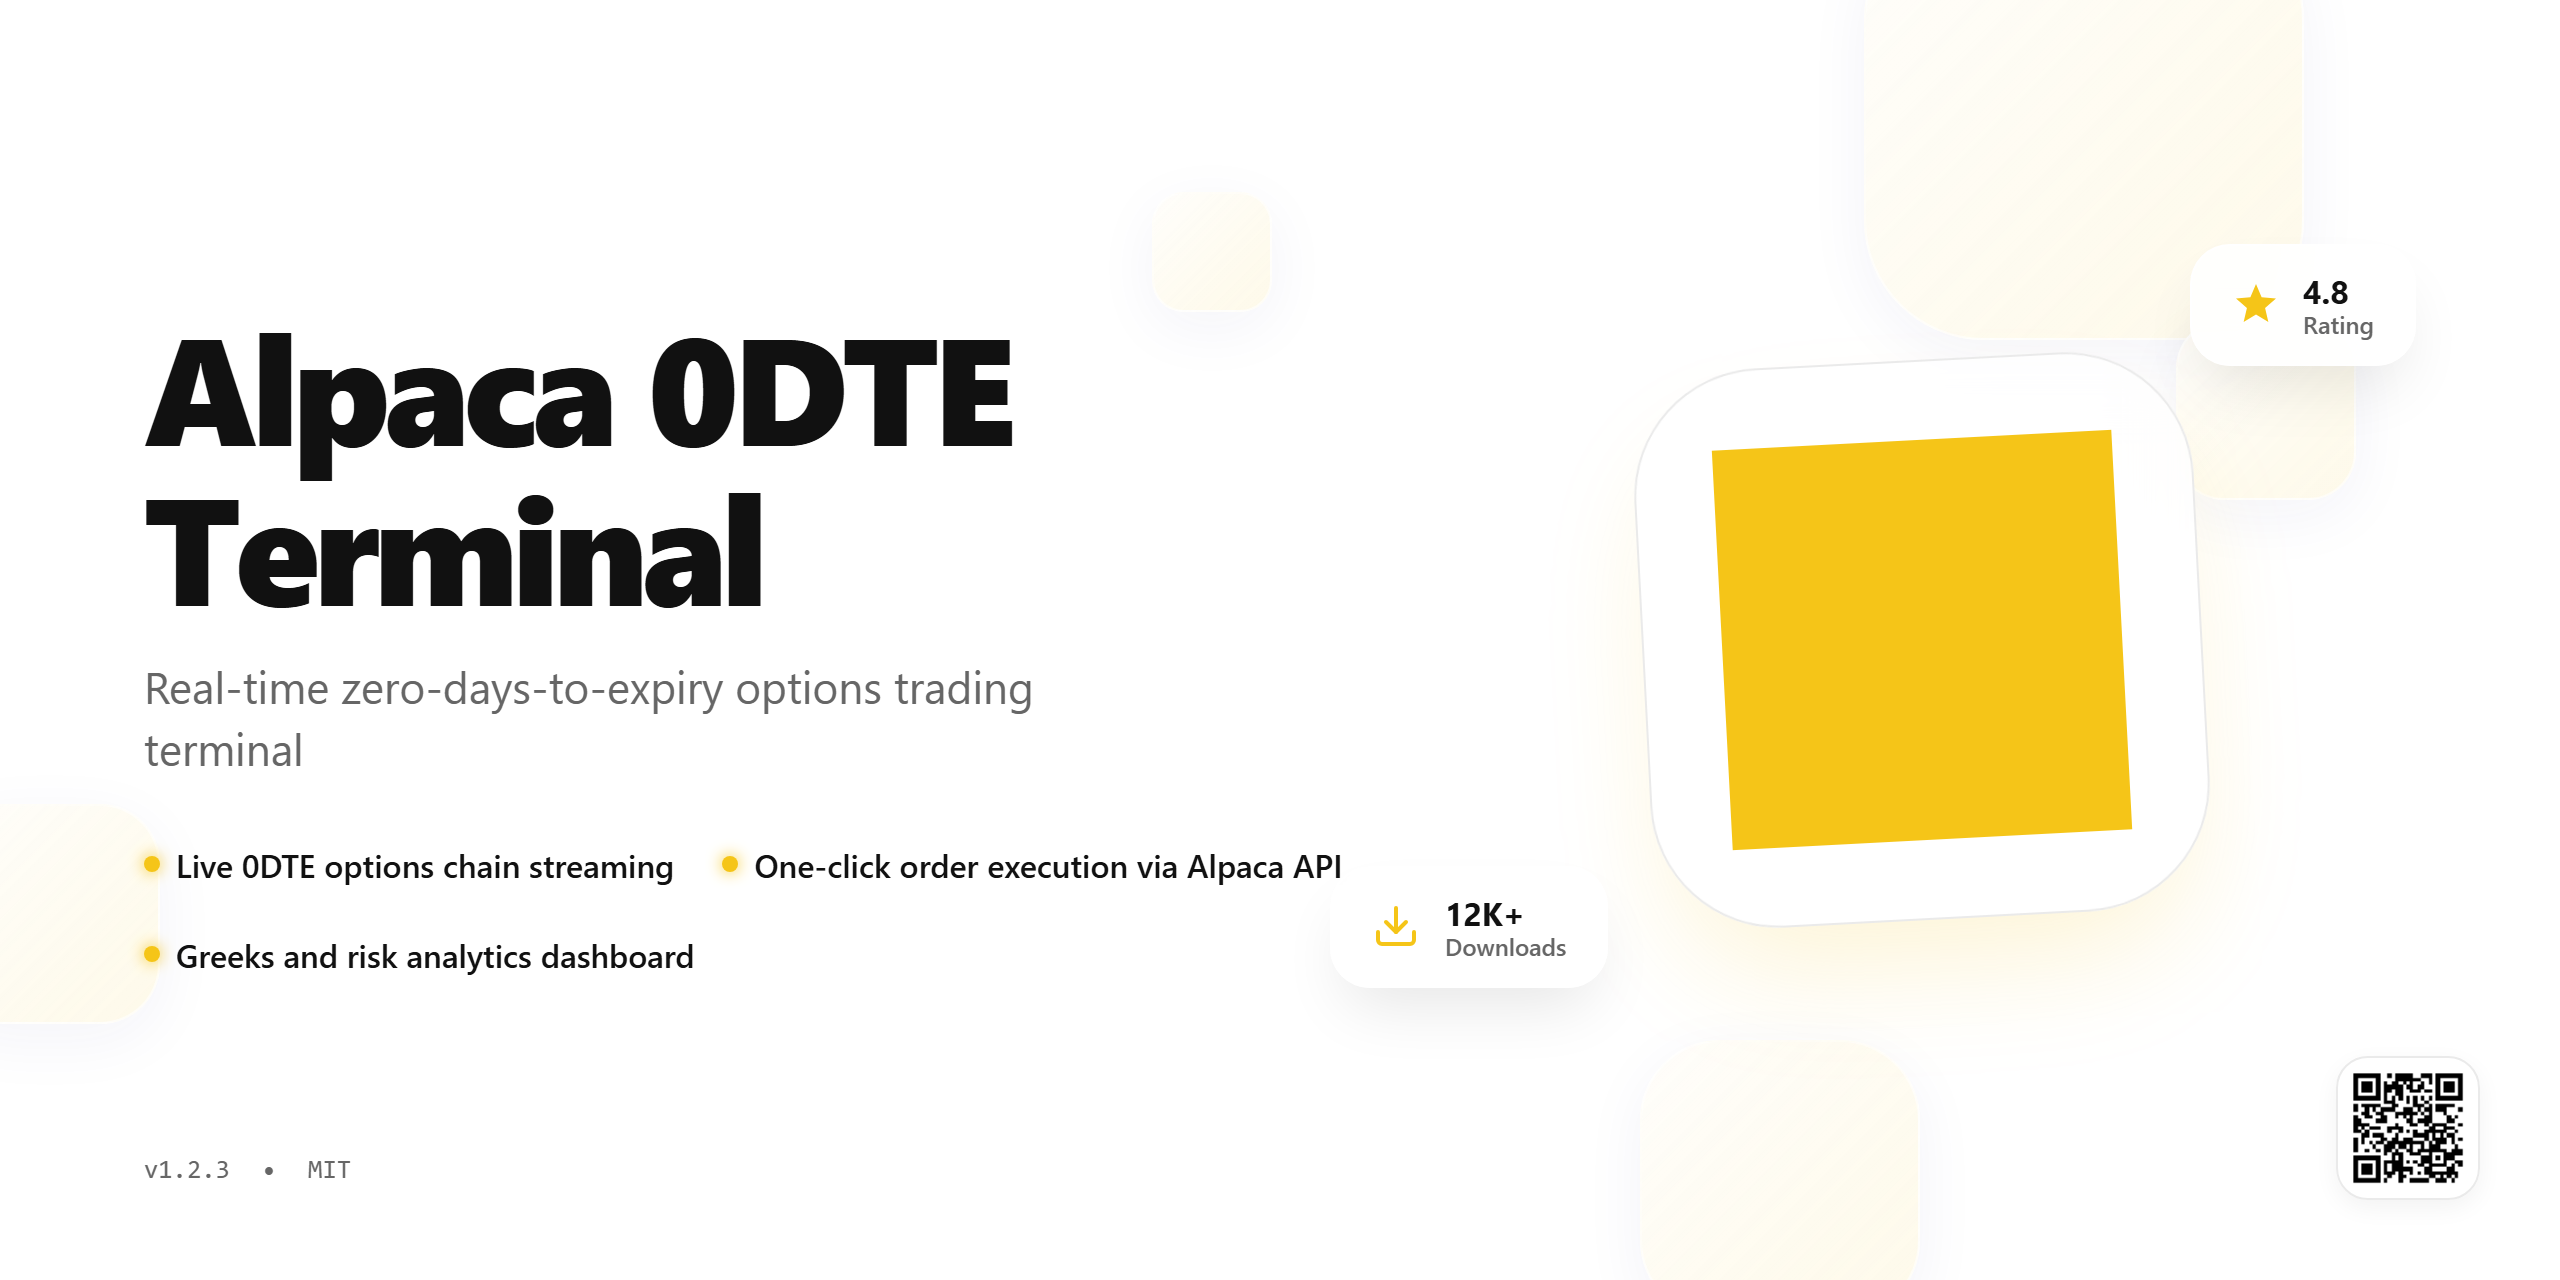 Alpaca 0DTE
Terminal
Real-time zero-days-to-expiry options trading
terminal
Live 0DTE options chain streaming
One-click order execution via Alpaca API
Greeks and risk analytics dashboard
4.8
Rating
12K+
Downloads
v1.2.3 • MIT